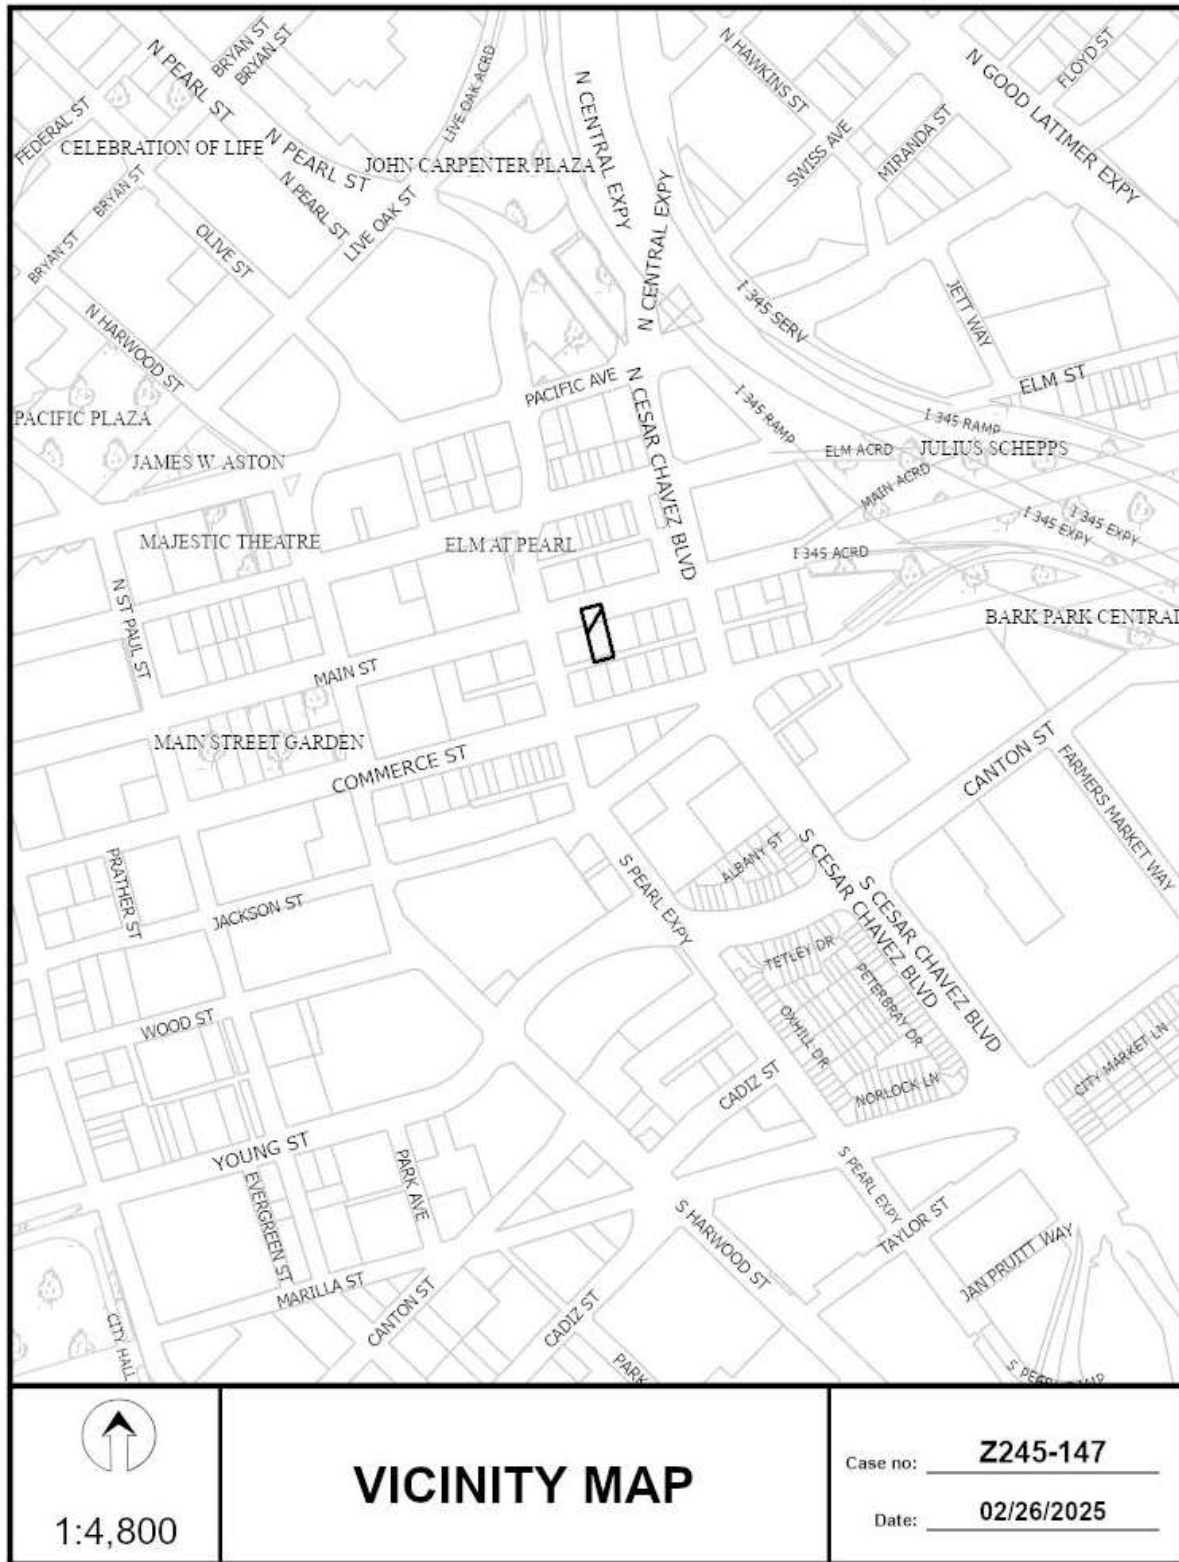 BRYAN ST
BRYAN ST
N PEARL ST
LIVE OAK ACRD
N HAWKINS ST
FLOYD ST
N GOOD LATIMER EXPY
FEDERAL ST
CELEBRATION OF LIFE
N PEARL ST
JOHN CARPENTER PLAZA
N CENTRAL EXPY
SWISS AVE
MIRANDA ST
BRYAN ST
N PEARL ST
LIVE OAK ST
OLIVE ST
BRYAN ST
N CENTRAL EXPY
N HARWOOD ST
I 345 SERV
JETT WAY
PACIFIC AVE
ELM ST
PACIFIC PLAZA
N CESAR CHAVEZ BLVD
I 345 RAMP
I 345 RAMP
JAMES W. ASTON
ELM ACRD
JULIUS SCHEPPS
MAIN ACRD
MAJESTIC THEATRE
ELM AT PEARL
I 345 EXPY
I 345 EXPY
I 345 ACRD
N ST PAUL ST
BARK PARK CENTRAL
MAIN ST
MAIN STREET GARDEN
COMMERCE ST
CANTON ST
FARMERS MARKET WAY
PRATHER ST
S PEARL EXPY
ALBANY ST
S CESAR CHAVEZ BLVD
S CESAR CHAVEZ BLVD
JACKSON ST
TETLEY DR
PETERBRAY DR
OXHILL DR
WOOD ST
CADIZ ST
NORLOCK LN
CITY MARKET LN
YOUNG ST
PARK AVE
EVERGREEN ST
S PEARL EXPY
S HARWOOD ST
TAYLOR ST
JAN PRUITT WAY
MARILLA ST
CANTON ST
CADIZ ST
CITY HALL
PARK
1:4,800
VICINITY MAP
Case no: Z245-147
Date: 02/26/2025